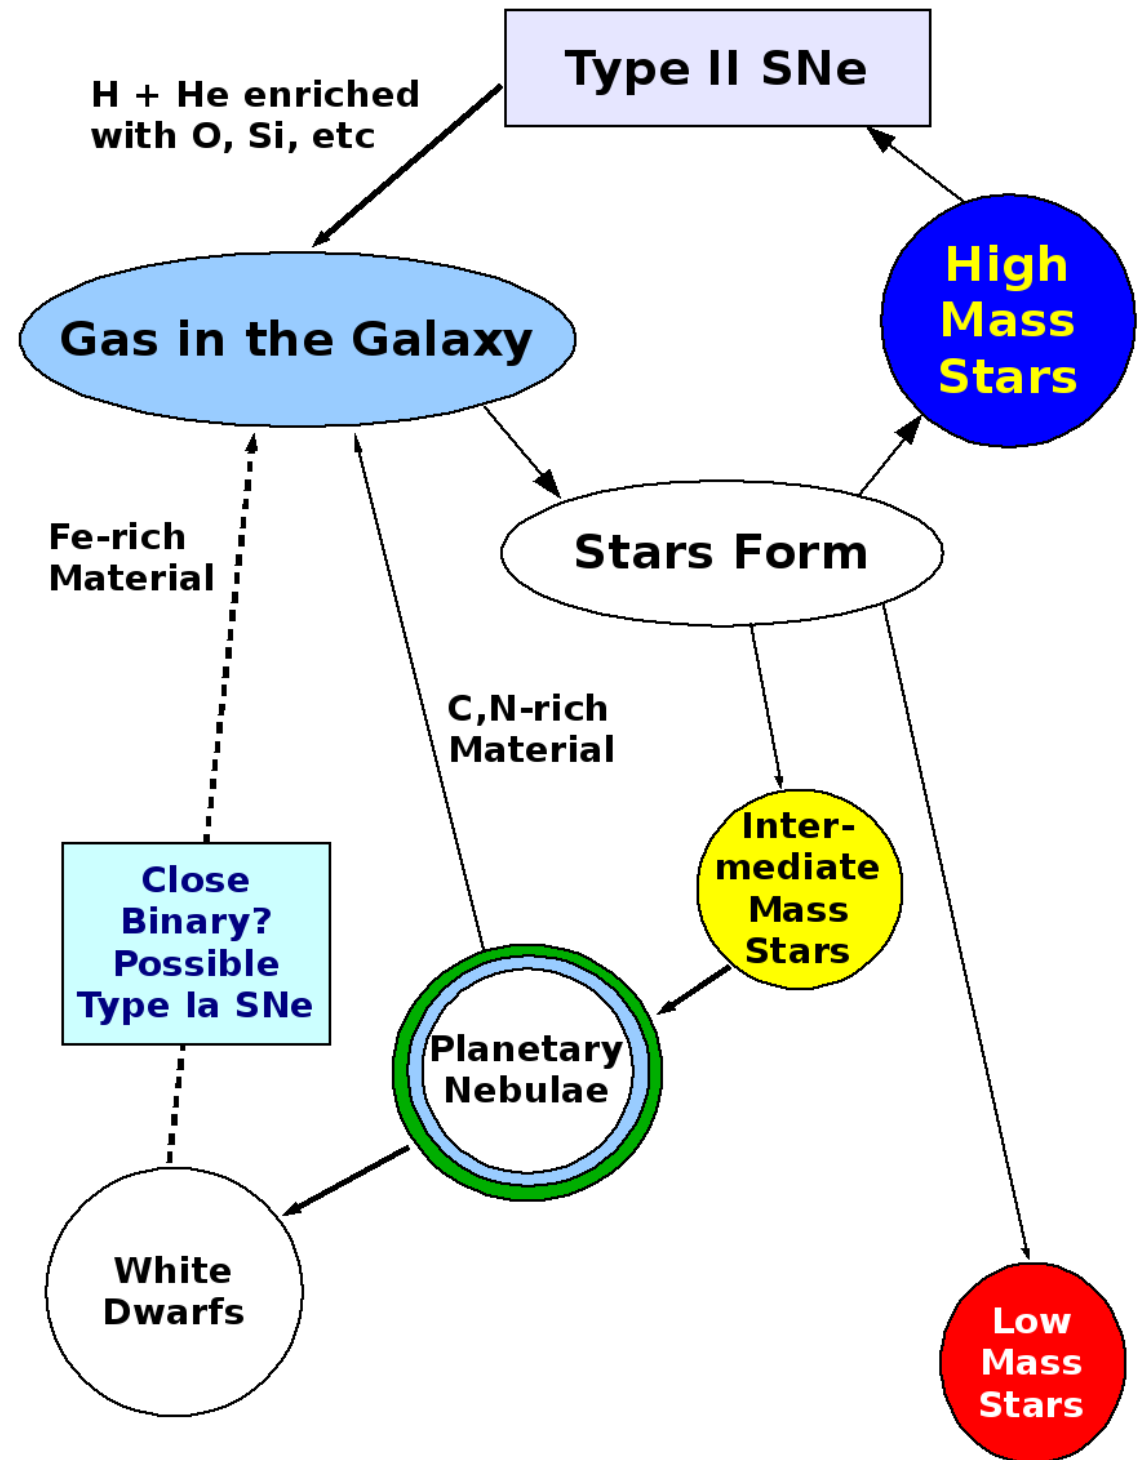 Type II SNe
H + He enriched
with O, Si, etc
High
Mass
Stars
Gas in the Galaxy
Fe-rich
Material
Stars Form
C,N-rich
Material
Inter-
mediate
Mass
Stars
Close
Binary?
Possible
Type Ia SNe
Planetary
Nebulae
White
Dwarfs
Low
Mass
Stars